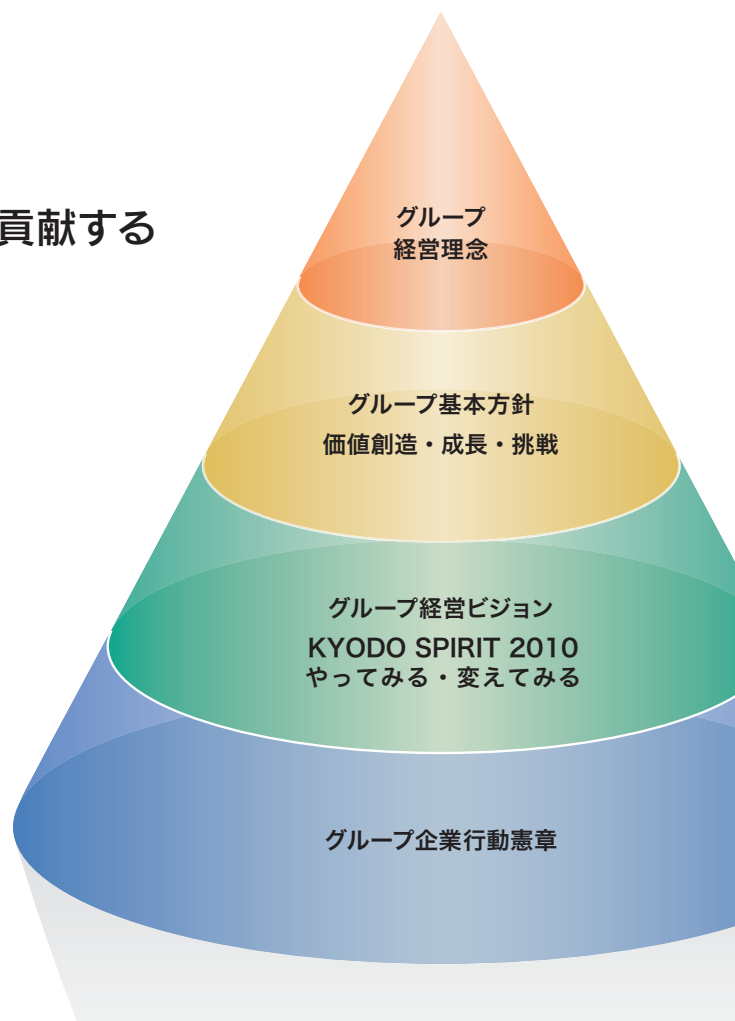 貢献する
グループ
経営理念
グループ基本方針
価値創造・成長・挑戦
グループ経営ビジョン
KYODO SPIRIT 2010
やってみる・変えてみる
グループ企業行動憲章